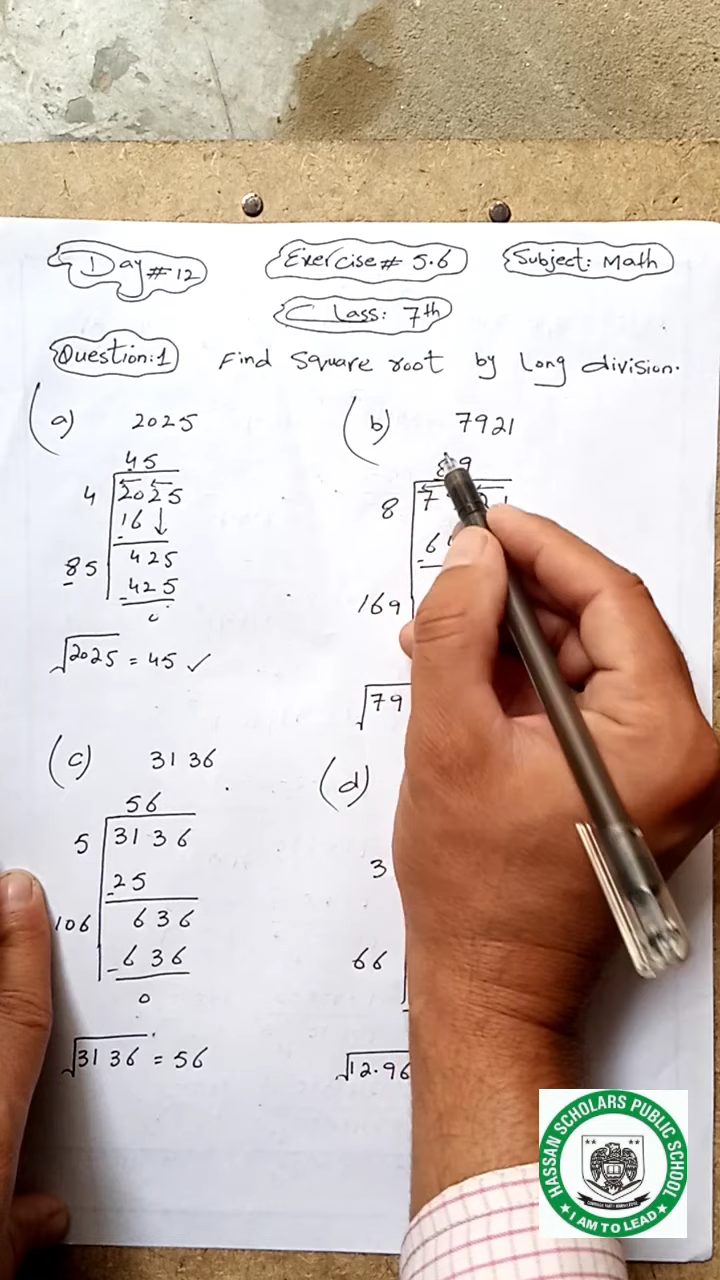 Day # 12
Exercise # 5.6
Subject: Math
Class: 7th
Question:1 Find Square root by Long division.
(a) 2025
45
4 2025
16
425
85
425
0
√2025 = 45 ✓
(b) 7921
89
8 7
6
169
√79
(c) 3136
56
5 3136
25
106 636
636
0
√3136 = 56
(d)
3
66
√12.96
HASSAN SCHOLARS PUBLIC SCHOOL
I AM TO LEAD